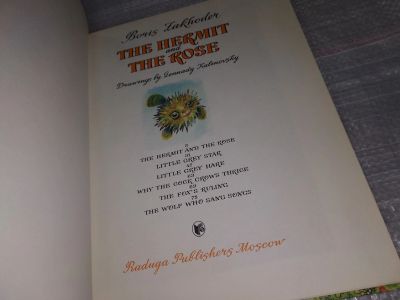 Boris Zakhoder
THE HERMIT
and
THE ROSE
Drawings by Gennady Kalinovsky
THE HERMIT AND THE ROSE
LITTLE GREY STAR
LITTLE GREY HARE
WHY THE COCK CROWS THRICE
THE FOX'S RULING
THE WOLF WHO SANG SONGS
Raduga Publishers Moscow